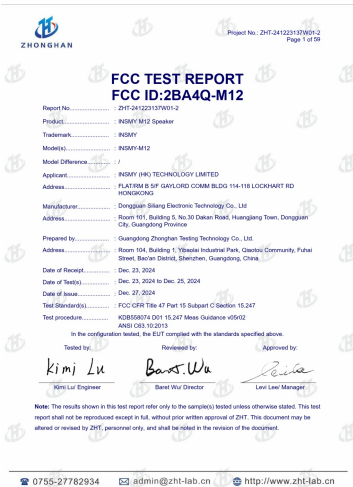 ZHONGHAN
Project No.: ZHT-241223137W01-2
Page 1 of 59
FCC TEST REPORT
FCC ID:2BA4Q-M12
Report No........................ : ZHT-241223137W01-2
Product........................... : INSMY M12 Speaker
Trademark...................... : INSMY
Model(s)......................... : INSMY-M12
Model Difference............. : /
Applicant........................ : INSMY (HK) TECHNOLOGY LIMITED
Address.......................... : FLAT/RM B 5/F GAYLORD COMM BLDG 114-118 LOCKHART RD
HONGKONG
Manufacturer.................. : Dongguan Siliang Electronic Technology Co., Ltd
Address.......................... : Room 101, Building 5, No.30 Dakan Road, Huangjiang Town, Dongguan
City, Guangdong Province
Prepared by.................... : Guangdong Zhonghan Testing Technology Co., Ltd.
Address.......................... : Room 104, Building 1, Yibaolai Industrial Park, Qiaotou Community, Fuhai
Street, Bao'an District, Shenzhen, Guangdong, China
Date of Receipt............... : Dec. 23, 2024
Date of Test(s)................ : Dec. 23, 2024 to Dec. 25, 2024
Date of Issue................... : Dec. 27, 2024
Test Standard(s)............. : FCC CFR Title 47 Part 15 Subpart C Section 15.247
Test procedure................ : KDB558074 D01 15.247 Meas Guidance v05r02
ANSI C63.10:2013
In the configuration tested, the EUT complied with the standards specified above.
Tested by: Reviewed by: Approved by:
Kimi Lu Baret Wu
Kimi Lu/ Engineer Baret Wu/ Director Levi Lee/ Manager
Note: The results shown in this test report refer only to the sample(s) tested unless otherwise stated. This test
report shall not be reproduced except in full, without prior written approval of ZHT. This document may be
altered or revised by ZHT, personnel only, and shall be noted in the revision of the document.
0755-27782934 admin@zht-lab.cn http://www.zht-lab.cn